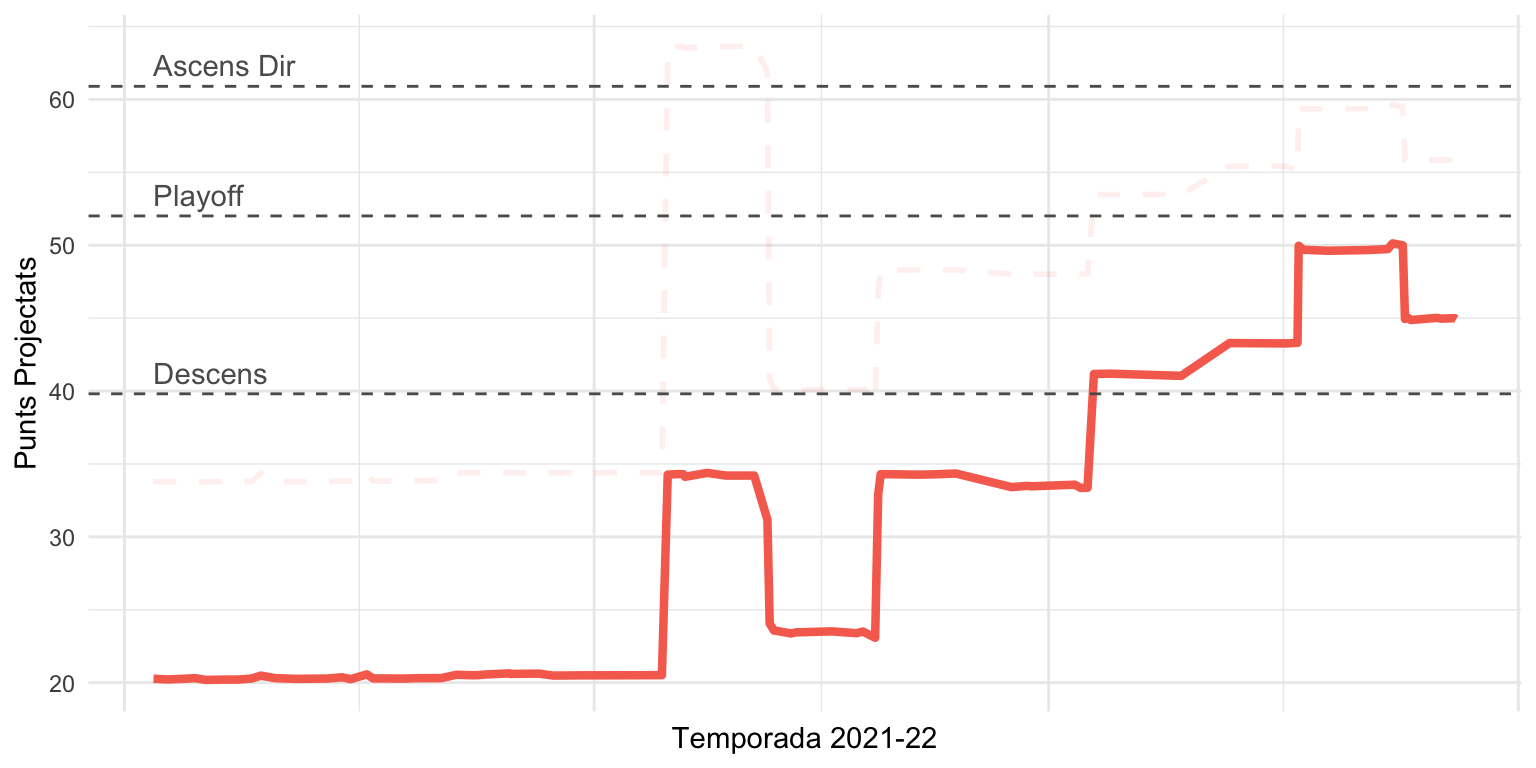 Ascens Dir
60
Playoff
50
Descens
40
30
20
Punts Projectats
Temporada 2021-22